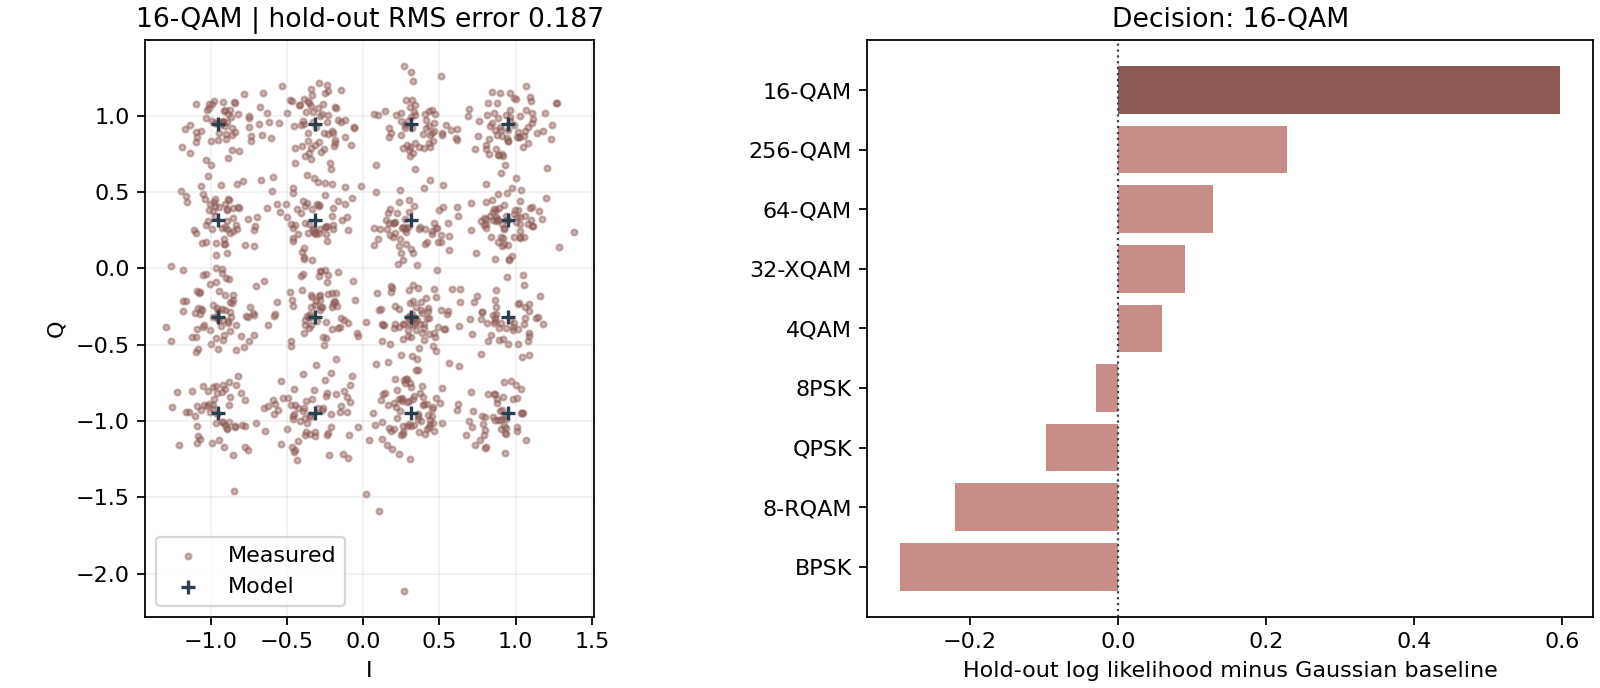 16-QAM | hold-out RMS error 0.187
1.0
0.5
0.0
−0.5
−1.0
−1.5
−2.0
Q
Measured
Model
−1.0
−0.5
0.0
0.5
1.0
1.5
I
Decision: 16-QAM
16-QAM
256-QAM
64-QAM
32-XQAM
4QAM
8PSK
QPSK
8-RQAM
BPSK
−0.2
0.0
0.2
0.4
0.6
Hold-out log likelihood minus Gaussian baseline